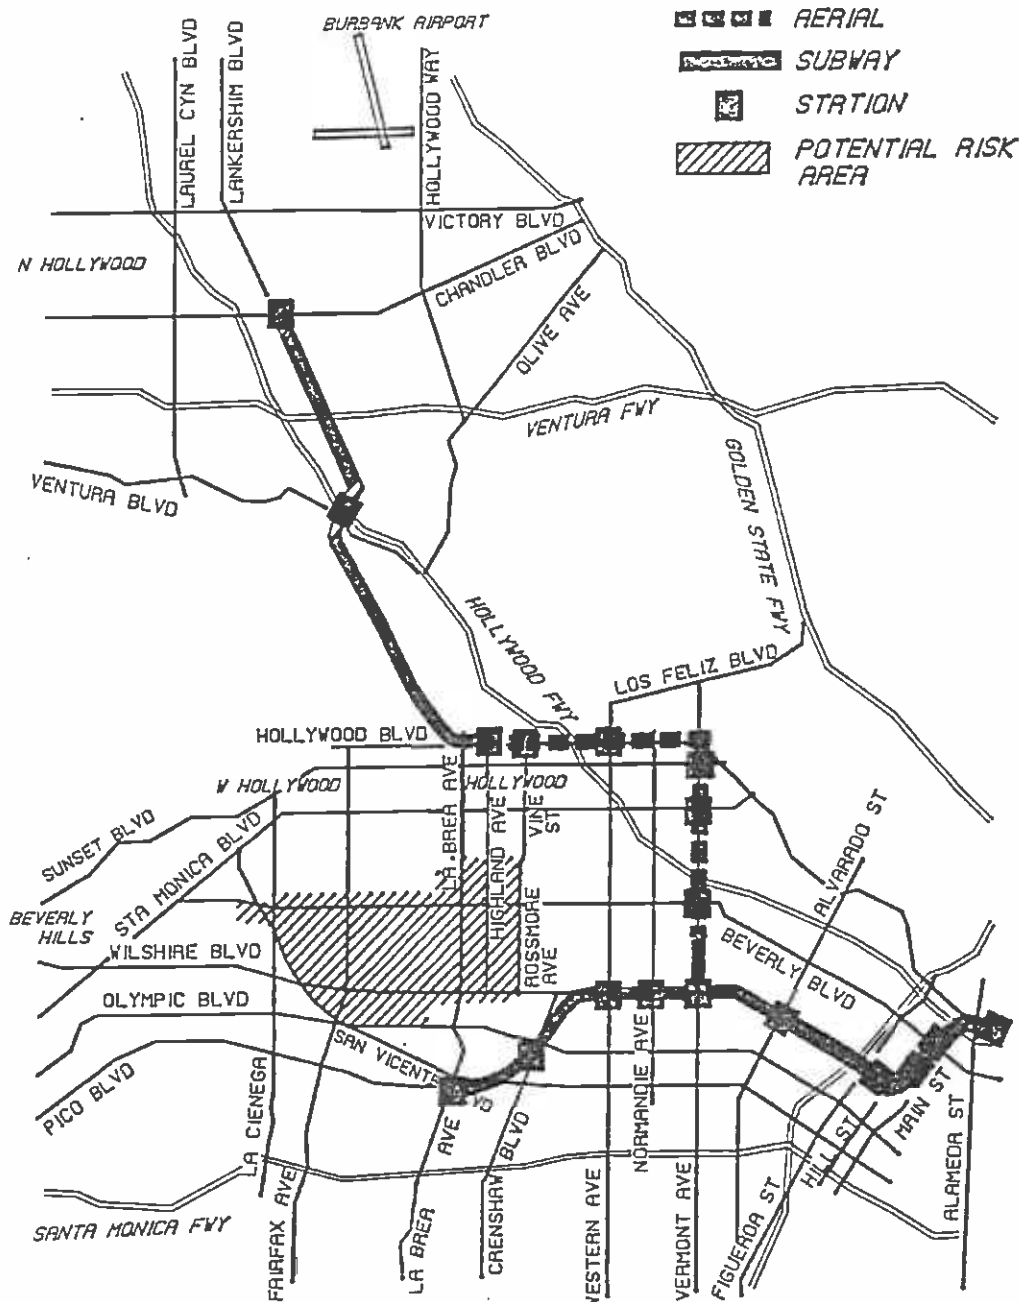 BURBANK AIRPORT
AERIAL
SUBWAY
STATION
POTENTIAL RISK
AREA
LAUREL CYN BLVD
LANKERSHIM BLVD
HOLLYWOOD WAY
VICTORY BLVD
N HOLLYWOOD
CHANDLER BLVD
OLIVE AVE
VENTURA FWY
VENTURA BLVD
GOLDEN STATE FWY
HOLLYWOOD FWY
LOS FELIZ BLVD
HOLLYWOOD BLVD
W HOLLYWOOD
HOLLYWOOD
LA BREA AVE
HIGHLAND AVE
VINE
ST
SUNSET BLVD
STA MONICA BLVD
ALVARADO ST
BEVERLY
HILLS
WILSHIRE BLVD
ROSSMORE
AVE
BEVERLY BLVD
OLYMPIC BLVD
SAN VICENTE
BLVD
PICO BLVD
LA CIENEGA
FAIRFAX AVE
LA BREA
AVE
CRENSHAW
BLVD
WESTERN AVE
NORMANDIE AVE
VERMONT AVE
FIGUEROA ST
HILL ST
MAIN ST
ALAMEDA ST
SANTA MONICA FWY